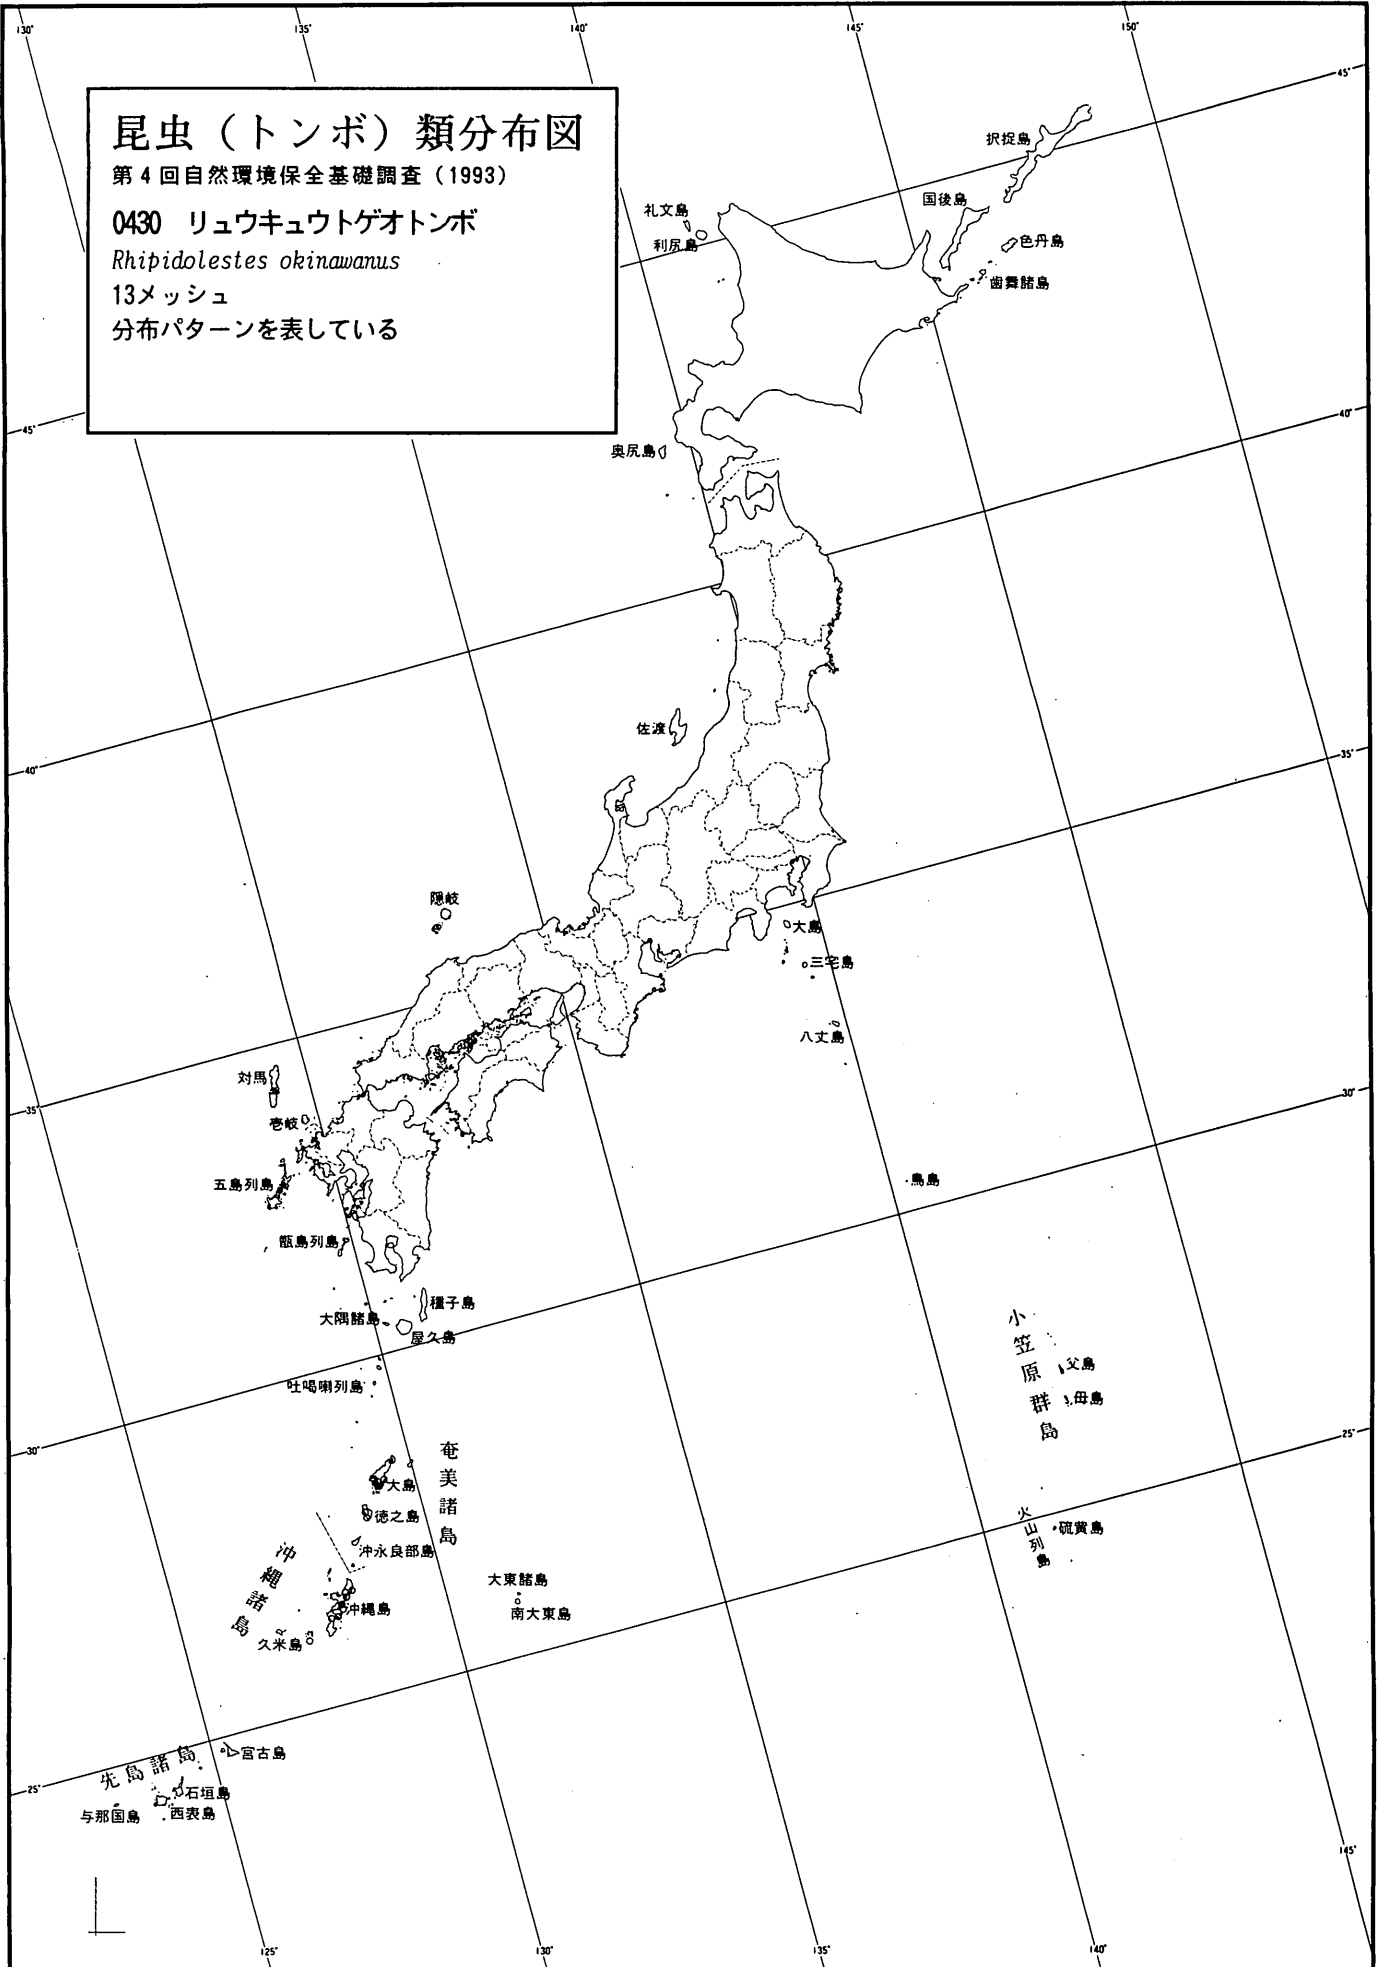 130°
135°
140°
145°
150°
45°
昆虫（トンボ）類分布図
第4回自然環境保全基礎調査（1993）
0430 リュウキュウトゲオトンボ
Rhipidolestes okinawanus
13メッシュ
分布パターンを表している
択捉島
国後島
色丹島
歯舞諸島
礼文島
利尻島
45°
40°
奥尻島
佐渡
40°
35°
隠岐
大島
三宅島
八丈島
対馬
35°
壱岐
30°
五島列島
鳥島
甑島列島
種子島
大隅諸島
屋久島
吐噶喇列島
小笠原群島
父島
母島
30°
25°
奄美諸島
大島
徳之島
沖永良部島
火山列島
硫黄島
沖縄諸島
沖縄島
久米島
大東諸島
南大東島
先島諸島
宮古島
25°
石垣島
与那国島
西表島
145°
125°
130°
135°
140°